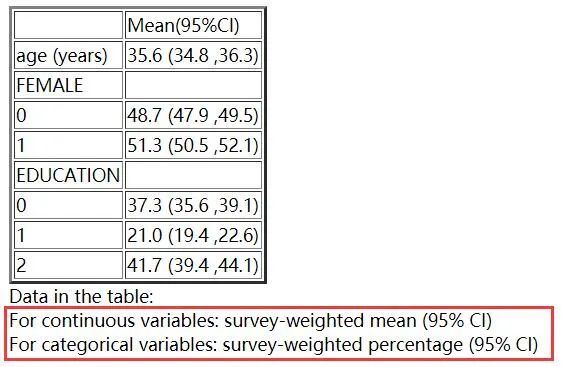 Mean(95%CI)
age (years) 35.6 (34.8 ,36.3)
FEMALE
0 48.7 (47.9 ,49.5)
1 51.3 (50.5 ,52.1)
EDUCATION
0 37.3 (35.6 ,39.1)
1 21.0 (19.4 ,22.6)
2 41.7 (39.4 ,44.1)
Data in the table:
For continuous variables: survey-weighted mean (95% CI)
For categorical variables: survey-weighted percentage (95% CI)